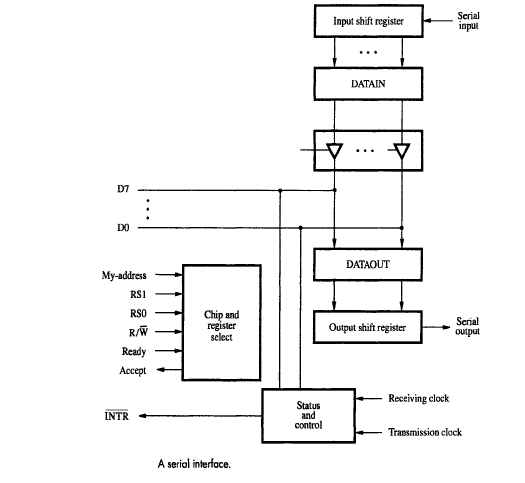 Input shift register
Serial
input
DATAIN
D7
D0
DATAOUT
My-address
RS1
RS0
R/W̅
Ready
Accept
Chip and
register
select
Output shift register
Serial
output
I̅N̅T̅R̅
Status
and
control
Receiving clock
Transmission clock
A serial interface.